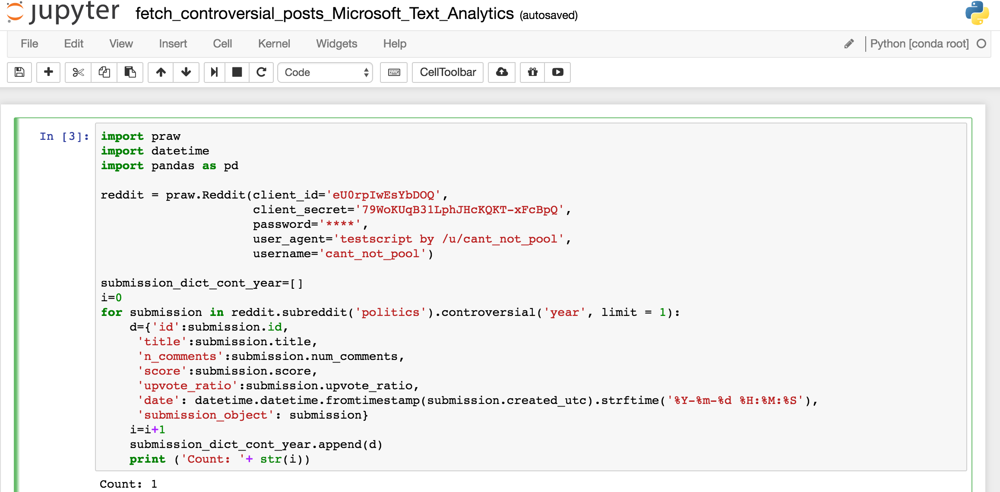 jupyter fetch_controversial_posts_Microsoft_Text_Analytics (autosaved)
File Edit View Insert Cell Kernel Widgets Help Python [conda root]
Code CellToolbar
In [3]: import praw
import datetime
import pandas as pd
reddit = praw.Reddit(client_id='eU0rpIwEsYbDOQ',
client_secret='79WoKUqB31LphJHcKQKT-xFcBpQ',
password='****',
user_agent='testscript by /u/cant_not_pool',
username='cant_not_pool')
submission_dict_cont_year=[]
i=0
for submission in reddit.subreddit('politics').controversial('year', limit = 1):
d={'id':submission.id,
'title':submission.title,
'n_comments':submission.num_comments,
'score':submission.score,
'upvote_ratio':submission.upvote_ratio,
'date': datetime.datetime.fromtimestamp(submission.created_utc).strftime('%Y-%m-%d %H:%M:%S'),
'submission_object': submission}
i=i+1
submission_dict_cont_year.append(d)
print ('Count: '+ str(i))
Count: 1